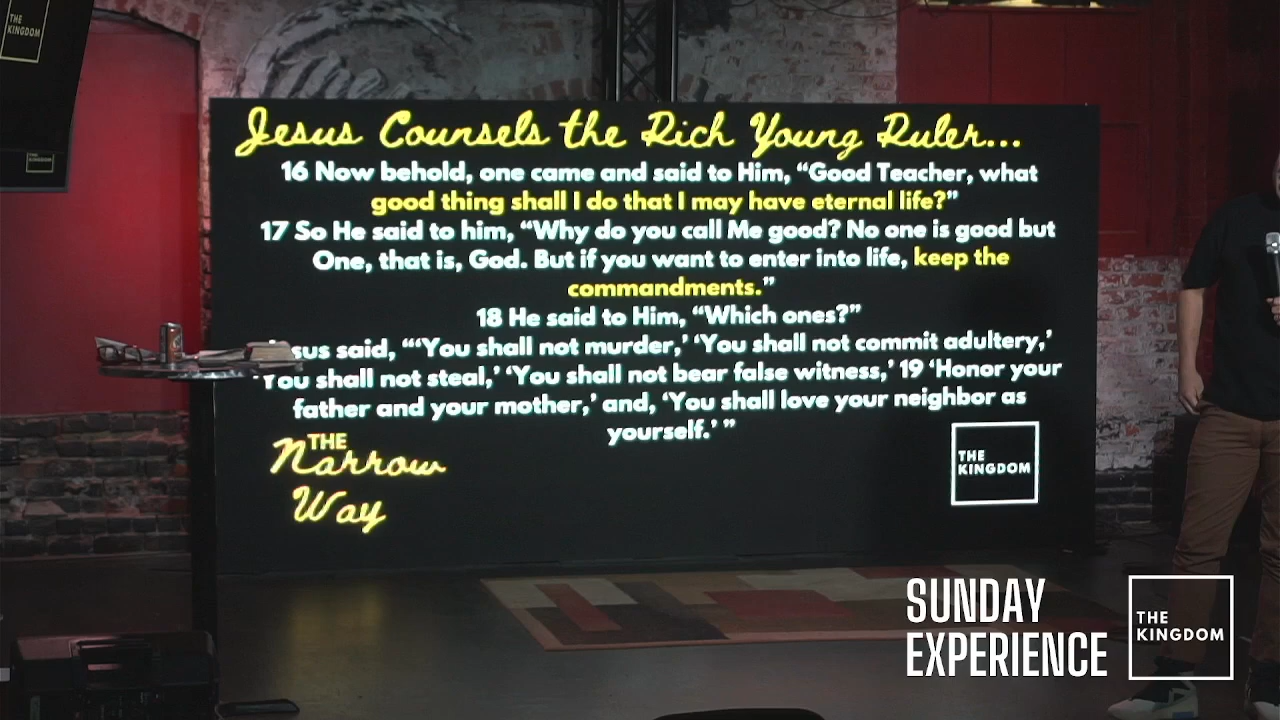 THE
KINGDOM
Jesus Counsels the Rich Young Ruler...
16 Now behold, one came and said to Him, “Good Teacher, what
good thing shall I do that I may have eternal life?”
17 So He said to him, “Why do you call Me good? No one is good but
One, that is, God. But if you want to enter into life, keep the
commandments.”
18 He said to Him, “Which ones?”
sus said, “‘You shall not murder,’ ‘You shall not commit adultery,’
‘You shall not steal,’ ‘You shall not bear false witness,’ 19 ‘Honor your
father and your mother,’ and, ‘You shall love your neighbor as
yourself.’ ”
THE
Narrow
Way
THE
KINGDOM
SUNDAY
EXPERIENCE
THE
KINGDOM